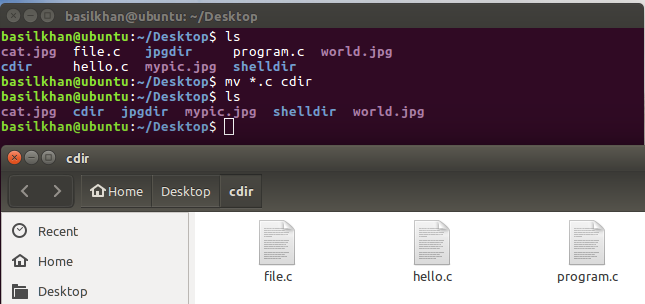 basilkhan@ubuntu: ~/Desktop
basilkhan@ubuntu:~/Desktop$ ls
cat.jpg  file.c   jpgdir     program.c  world.jpg
cdir     hello.c  mypic.jpg  shelldir
basilkhan@ubuntu:~/Desktop$ mv *.c cdir
basilkhan@ubuntu:~/Desktop$ ls
cat.jpg  cdir  jpgdir  mypic.jpg  shelldir  world.jpg
basilkhan@ubuntu:~/Desktop$
cdir
Home Desktop cdir
Recent
Home
Desktop
file.c hello.c program.c